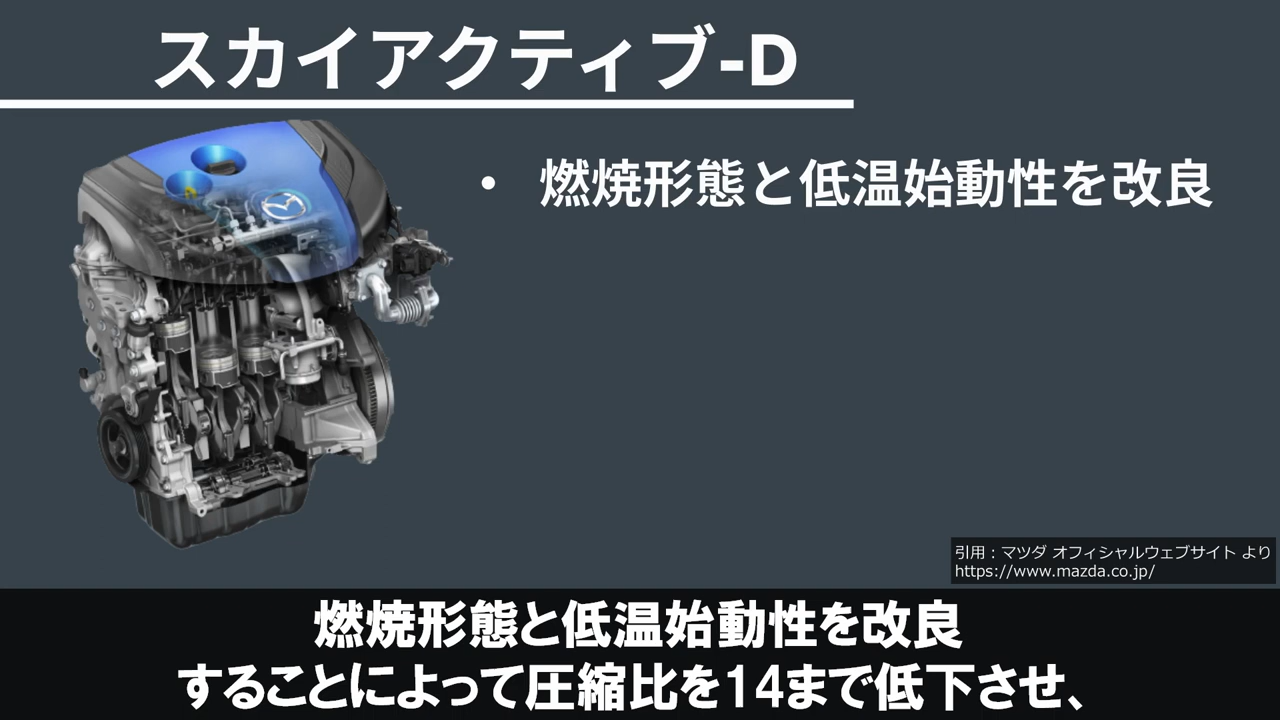 スカイアクティブ-D
• 燃焼形態と低温始動性を改良
引用：マツダ オフィシャルウェブサイト より
https://www.mazda.co.jp/
燃焼形態と低温始動性を改良
することによって圧縮比を14まで低下させ、